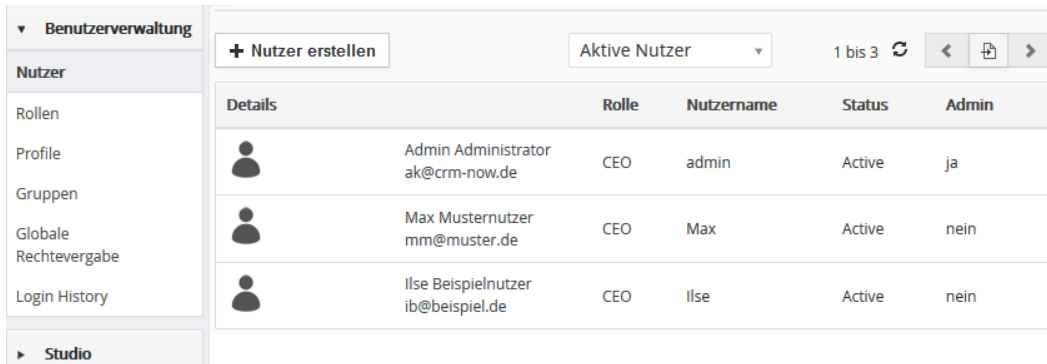 Benutzerverwaltung
Nutzer
Rollen
Profile
Gruppen
Globale
Rechtevergabe
Login History
Studio
+ Nutzer erstellen
Aktive Nutzer
1 bis 3
Details Rolle Nutzername Status Admin
Admin Administrator
ak@crm-now.de
CEO admin Active ja
Max Musternutzer
mm@muster.de
CEO Max Active nein
Ilse Beispielnutzer
ib@beispiel.de
CEO Ilse Active nein